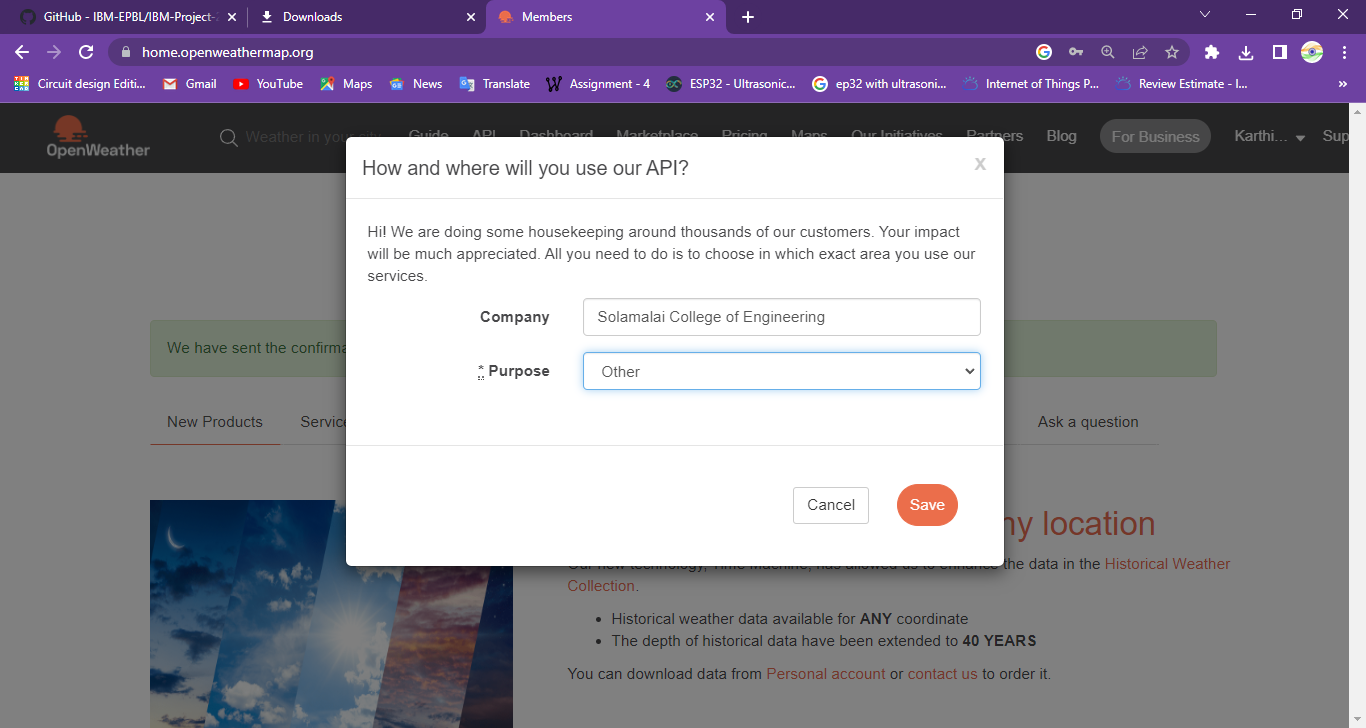 GitHub - IBM-EPBL/IBM-Project-
Downloads
Members
home.openweathermap.org
Circuit design Editi...
Gmail
YouTube
Maps
News
Translate
Assignment - 4
ESP32 - Ultrasonic...
ep32 with ultrasoni...
Internet of Things P...
Review Estimate - I...
»
OpenWeather
Weather in your city
Guide
API
Dashboard
Marketplace
Pricing
Maps
Our Initiatives
Partners
Blog
For Business
Karthi...
Sup
How and where will you use our API?
x
Hi! We are doing some housekeeping around thousands of our customers. Your impact
will be much appreciated. All you need to do is to choose in which exact area you use our
services.
Company
Solamalai College of Engineering
* Purpose
Other
Cancel
Save
We have sent the confirma
New Products
Servic
Ask a question
ny location
Our new technology, Time Machine, has allowed us to enhance the data in the Historical Weather
Collection.
• Historical weather data available for ANY coordinate
• The depth of historical data have been extended to 40 YEARS
You can download data from Personal account or contact us to order it.